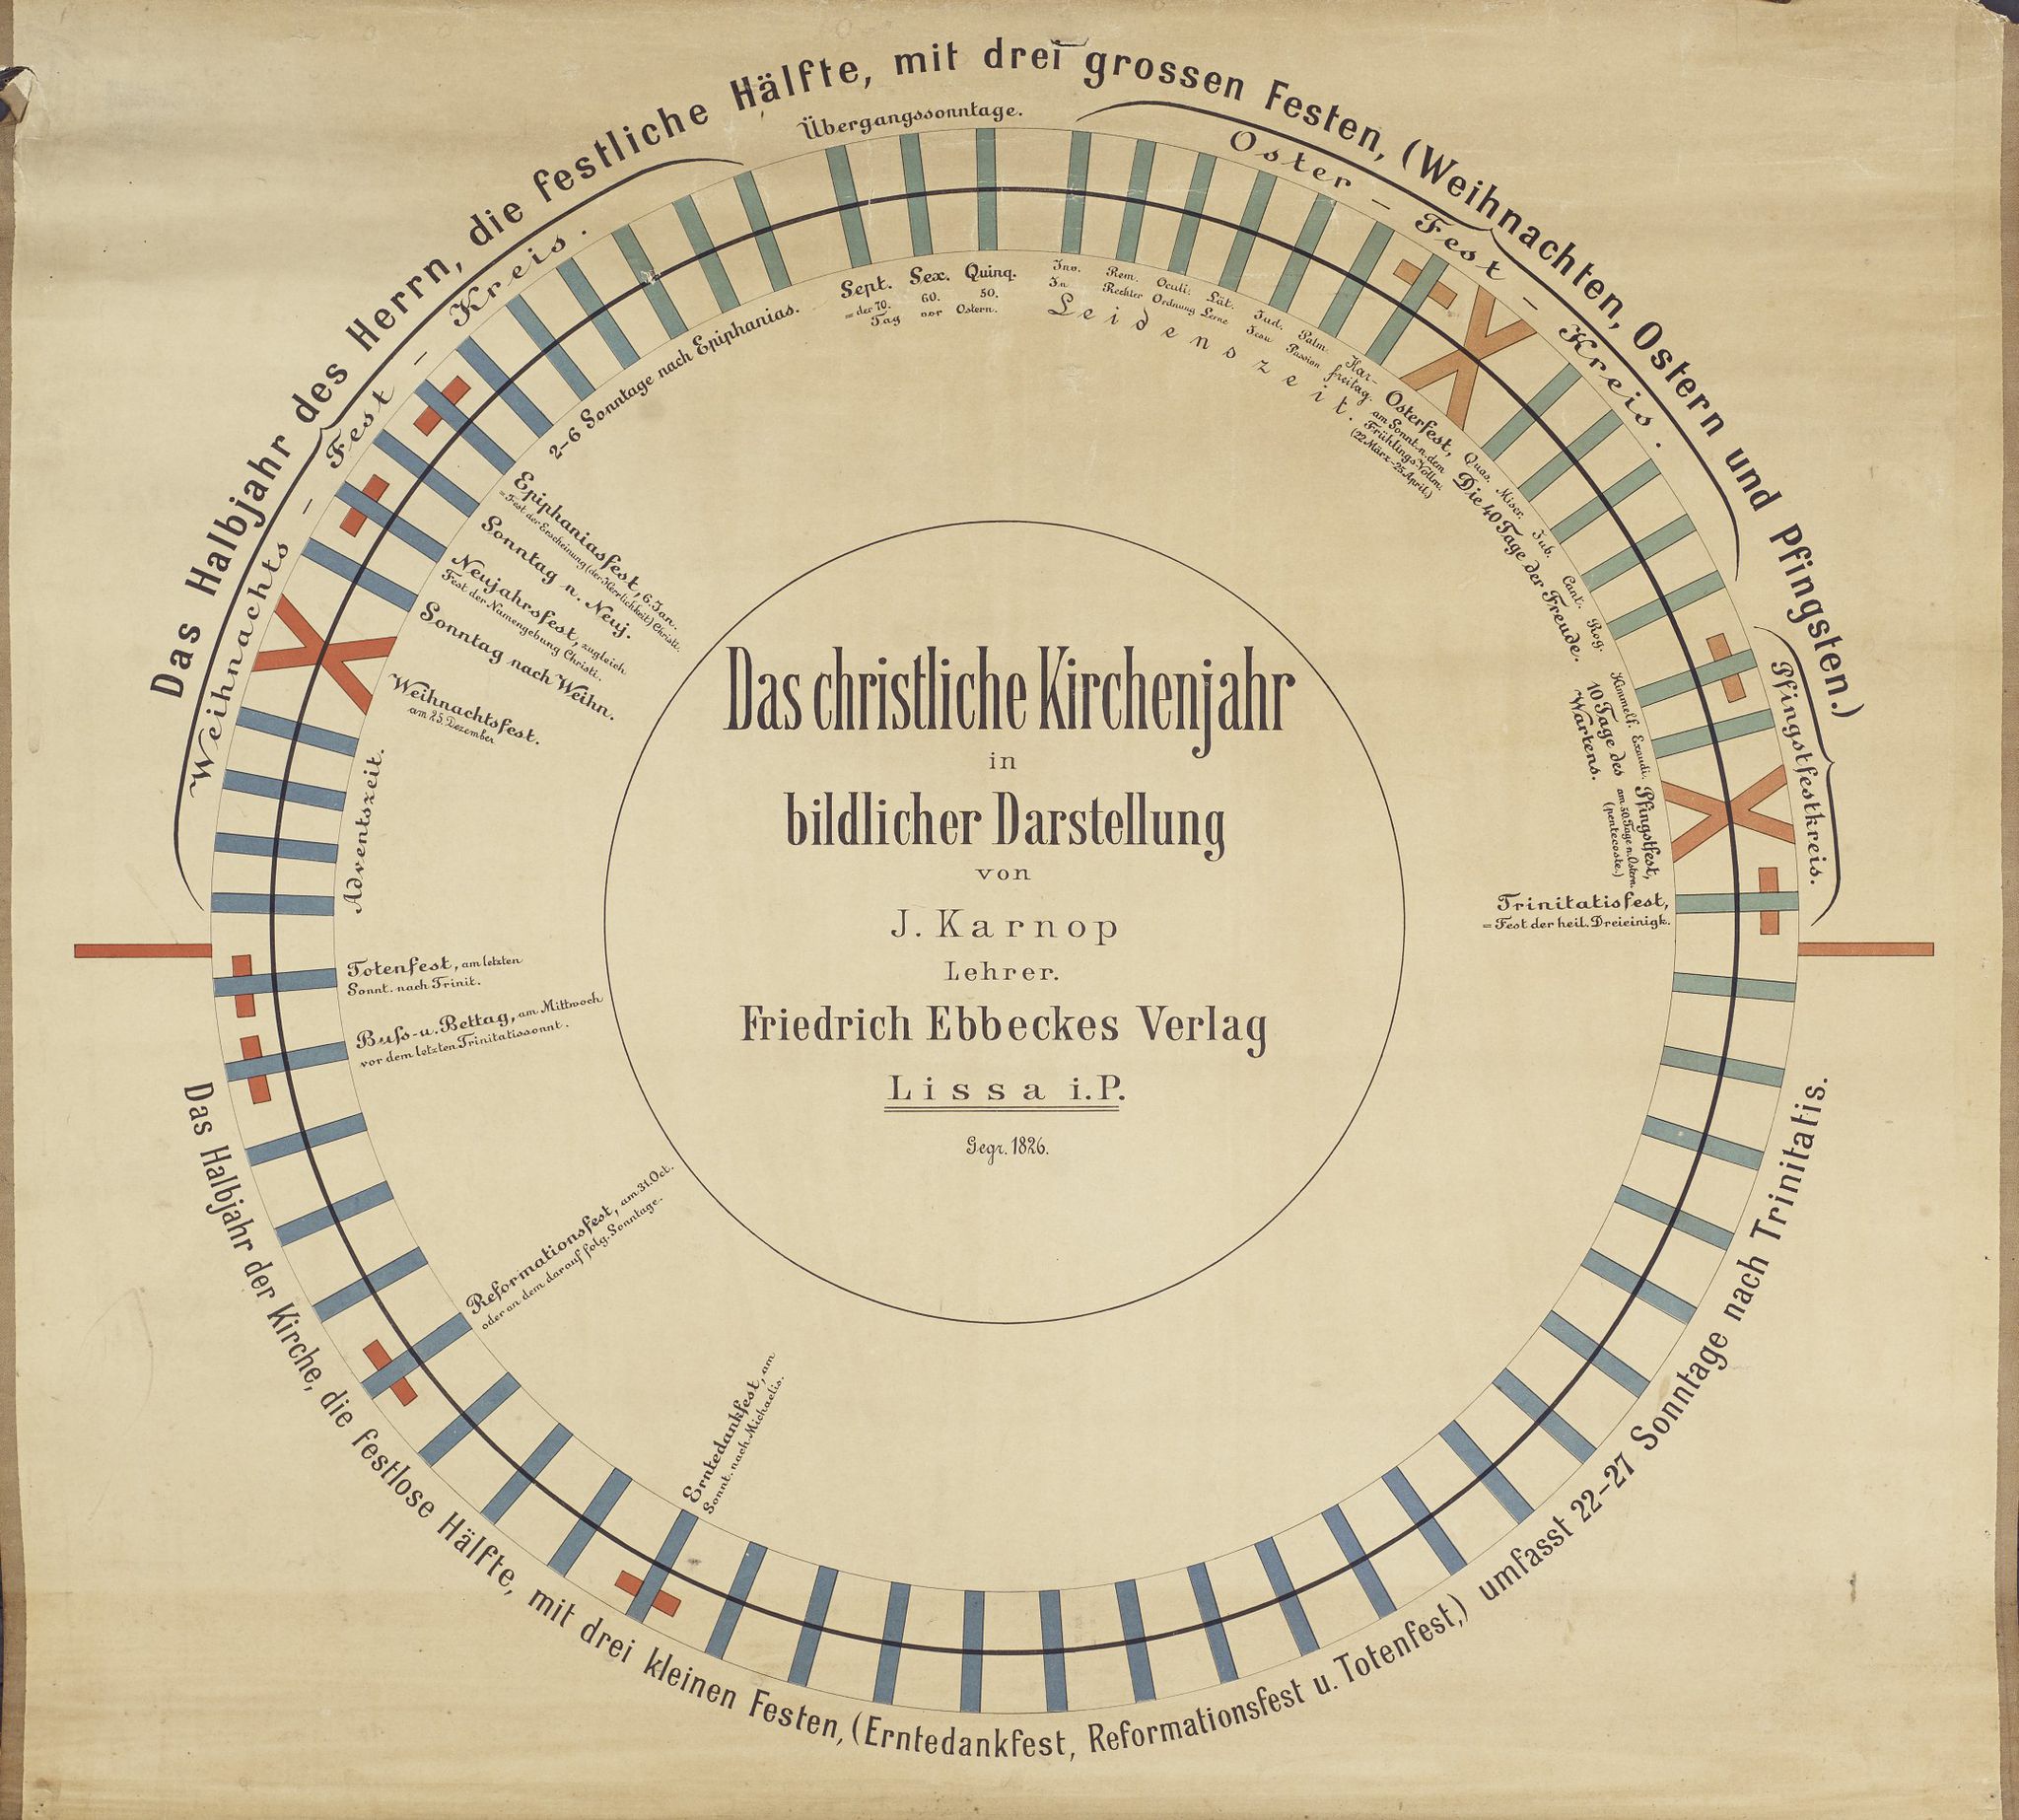 Das Halbjahr des Herrn, die festliche Hälfte, mit drei grossen Festen, (Weihnachten, Ostern und Pfingsten.)
Weihnachts - Fest - Kreis.
Übergangssonntage.
Oster - Fest - Kreis.
Pfingstfestkreis.
Adventszeit.
Weihnachtsfest.
am 25. Dezember
Sonntag nach Weihn.
Neujahrsfest, zugleich
Fest der Namengebung Christi.
Sonntag n. Neuj.
Epiphaniasfest, 6. Jan.
= Fest der Erscheinung (der Herrlichkeit) Christi.
2-6 Sonntage nach Epiphanias.
Sept. Sex. Quinq.
= der 70. 60. 50.
Tag vor Ostern.
Inv. Rem. Oculi. Lät. Jud. Palm.
In Rechter Ordnung Lerne Jesu Passion
Leidenszeit.
Kar-
freitag.
Osterfest,
am Sonnt. n. dem
Frühlings-Vollm.
(22 März-25 April)
Quas. Miser. Jub. Cant. Rog.
Die 40 Tage der Freude.
Himmelf. Exaudi.
10 Tage des
Wartens.
Pfingstfest,
am 50 Tage n. Ostern.
(pentecoste.)
Trinitatisfest,
= Fest der heil. Dreieinigk.
Das christliche Kirchenjahr
in
bildlicher Darstellung
von
J. Karnop
Lehrer.
Friedrich Ebbeckes Verlag
Lissa i. P.
Gegr. 1826.
Totenfest, am letzten
Sonnt. nach Trinit.
Buß- u. Bettag, am Mittwoch
vor dem letzten Trinitatissonnt.
Reformationsfest, am 31. Oct.
oder an dem darauf folg. Sonntage.
Erntedankfest, am
Sonnt. nach Michaelis.
Das Halbjahr der Kirche, die festlose Hälfte, mit drei kleinen Festen, (Erntedankfest, Reformationsfest u. Totenfest,) umfasst 22-27 Sonntage nach Trinitatis.